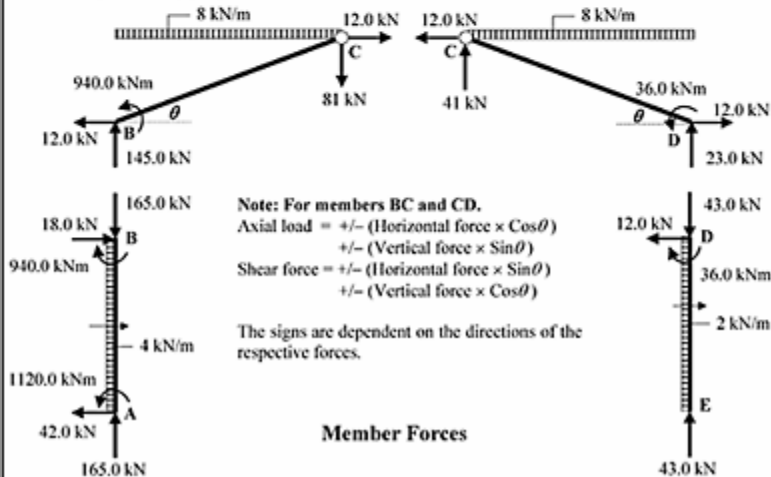 8 kN/m
12.0 kN
12.0 kN
8 kN/m
C
C
940.0 kNm
81 kN
41 kN
36.0 kNm
θ
θ
12.0 kN
12.0 kN
B
D
145.0 kN
23.0 kN
165.0 kN
Note: For members BC and CD.
43.0 kN
18.0 kN
B
Axial load = +/– (Horizontal force × Cosθ)
12.0 kN
D
+/– (Vertical force × Sinθ)
940.0 kNm
Shear force = +/– (Horizontal force × Sinθ)
36.0 kNm
+/– (Vertical force × Cosθ)
4 kN/m
The signs are dependent on the directions of the
respective forces.
2 kN/m
1120.0 kNm
A
E
42.0 kN
Member Forces
165.0 kN
43.0 kN